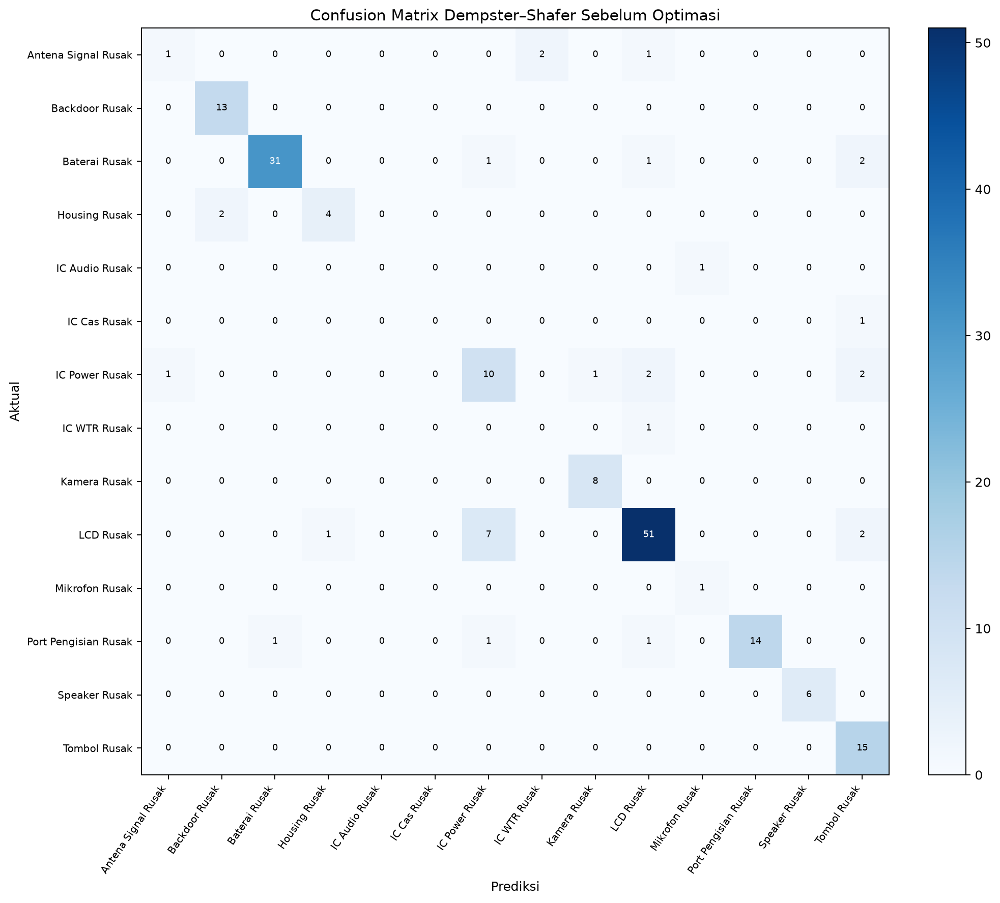 Confusion Matrix Dempster–Shafer Sebelum Optimasi
Aktual
Antena Signal Rusak 1 0 0 0 0 0 0 2 0 1 0 0 0 0
Backdoor Rusak 0 13 0 0 0 0 0 0 0 0 0 0 0 0
Baterai Rusak 0 0 31 0 0 0 1 0 0 1 0 0 0 2
Housing Rusak 0 2 0 4 0 0 0 0 0 0 0 0 0 0
IC Audio Rusak 0 0 0 0 0 0 0 0 0 0 1 0 0 0
IC Cas Rusak 0 0 0 0 0 0 0 0 0 0 0 0 0 1
IC Power Rusak 1 0 0 0 0 0 10 0 1 2 0 0 0 2
IC WTR Rusak 0 0 0 0 0 0 0 0 0 1 0 0 0 0
Kamera Rusak 0 0 0 0 0 0 0 0 8 0 0 0 0 0
LCD Rusak 0 0 0 1 0 0 7 0 0 51 0 0 0 2
Mikrofon Rusak 0 0 0 0 0 0 0 0 0 0 1 0 0 0
Port Pengisian Rusak 0 0 1 0 0 0 1 0 0 1 0 14 0 0
Speaker Rusak 0 0 0 0 0 0 0 0 0 0 0 0 6 0
Tombol Rusak 0 0 0 0 0 0 0 0 0 0 0 0 0 15
Antena Signal Rusak
Backdoor Rusak
Baterai Rusak
Housing Rusak
IC Audio Rusak
IC Cas Rusak
IC Power Rusak
IC WTR Rusak
Kamera Rusak
LCD Rusak
Mikrofon Rusak
Port Pengisian Rusak
Speaker Rusak
Tombol Rusak
Prediksi
50
40
30
20
10
0